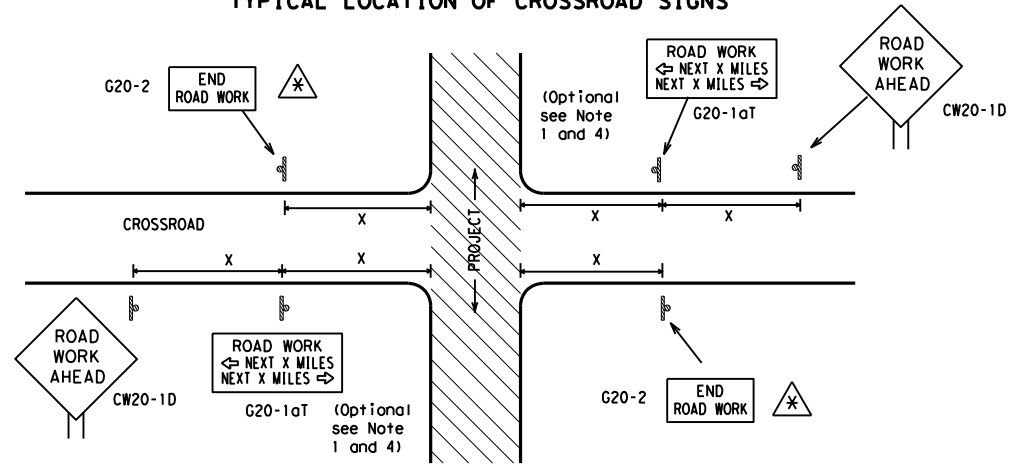 TYPICAL LOCATION OF CROSSROAD SIGNS
G20-2
END
ROAD WORK
*
(Optional
see Note
1 and 4)
ROAD WORK
⇦ NEXT X MILES
NEXT X MILES ⇨
G20-1aT
ROAD
WORK
AHEAD
CW20-1D
CROSSROAD
X
X
X
X
X
X
PROJECT
ROAD
WORK
AHEAD
CW20-1D
ROAD WORK
⇦ NEXT X MILES
NEXT X MILES ⇨
G20-1aT
(Optional
see Note
1 and 4)
G20-2
END
ROAD WORK
*